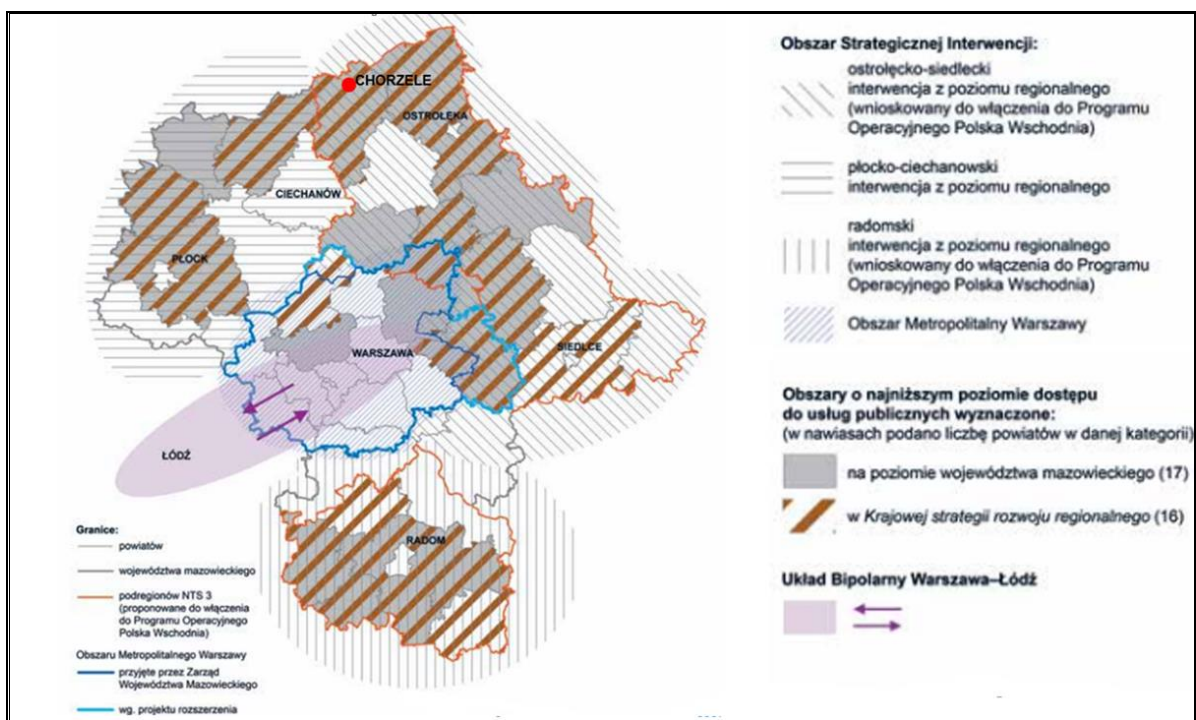 CHORZELE
OSTROŁĘKA
CIECHANÓW
PŁOCK
WARSZAWA
SIEDLCE
ŁÓDŹ
RADOM
Granice:
powiatów
województwa mazowieckiego
podregionów NTS 3
(proponowane do włączenia
do Programu Operacyjnego
Polska Wschodnia)
Obszaru Metropolitalnego Warszawy
przyjęte przez Zarząd
Województwa Mazowieckiego
wg. projektu rozszerzenia
Obszar Strategicznej Interwencji:
ostrołęcko-siedlecki
interwencja z poziomu regionalnego
(wnioskowany do włączenia do Programu
Operacyjnego Polska Wschodnia)
płocko-ciechanowski
interwencja z poziomu regionalnego
radomski
interwencja z poziomu regionalnego
(wnioskowany do włączenia do Programu
Operacyjnego Polska Wschodnia)
Obszar Metropolitalny Warszawy
Obszary o najniższym poziomie dostępu
do usług publicznych wyznaczone:
(w nawiasach podano liczbę powiatów w danej kategorii)
na poziomie województwa mazowieckiego (17)
w Krajowej strategii rozwoju regionalnego (16)
Układ Bipolarny Warszawa–Łódź